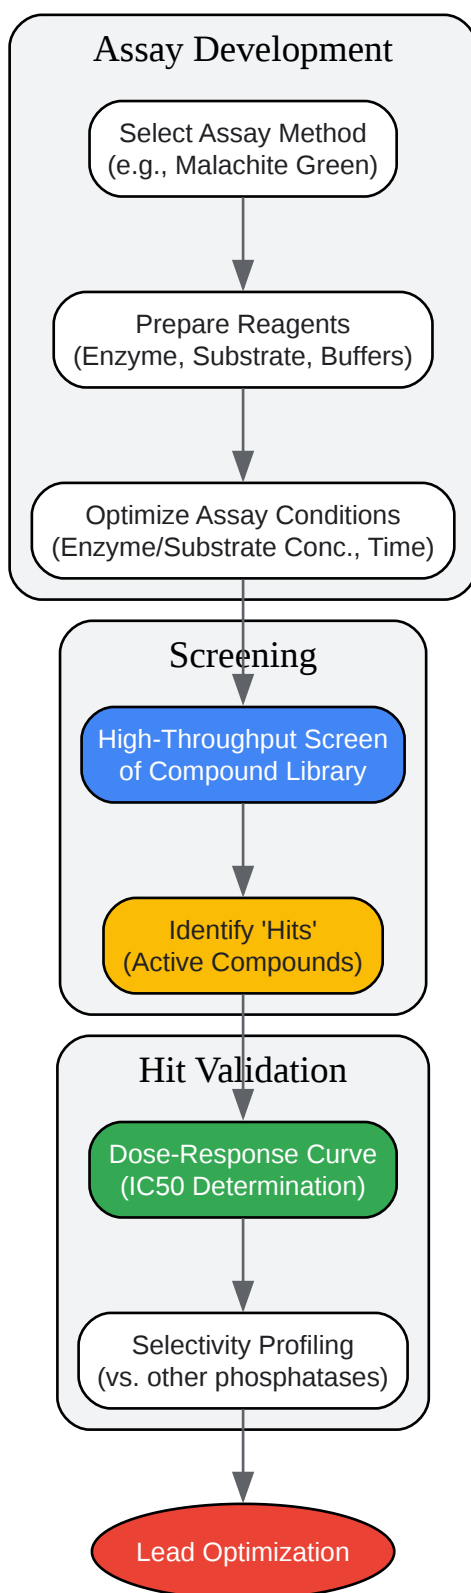 Assay Development
Select Assay Method
(e.g., Malachite Green)
Prepare Reagents
(Enzyme, Substrate, Buffers)
Optimize Assay Conditions
(Enzyme/Substrate Conc., Time)
Screening
High-Throughput Screen
of Compound Library
Identify 'Hits'
(Active Compounds)
Hit Validation
Dose-Response Curve
(IC50 Determination)
Selectivity Profiling
(vs. other phosphatases)
Lead Optimization